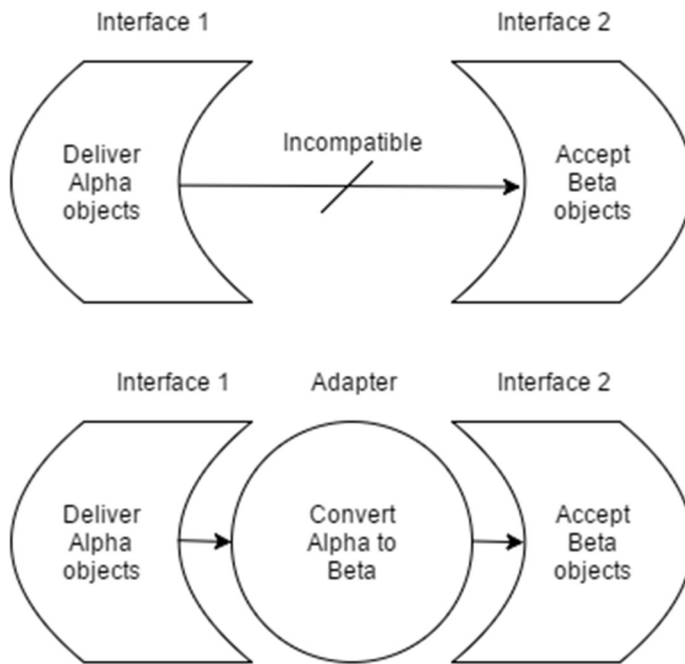 Interface 1
Interface 2
Incompatible
Deliver
Alpha
objects
Accept
Beta
objects
Interface 1
Adapter
Interface 2
Deliver
Alpha
objects
Convert
Alpha to
Beta
Accept
Beta
objects